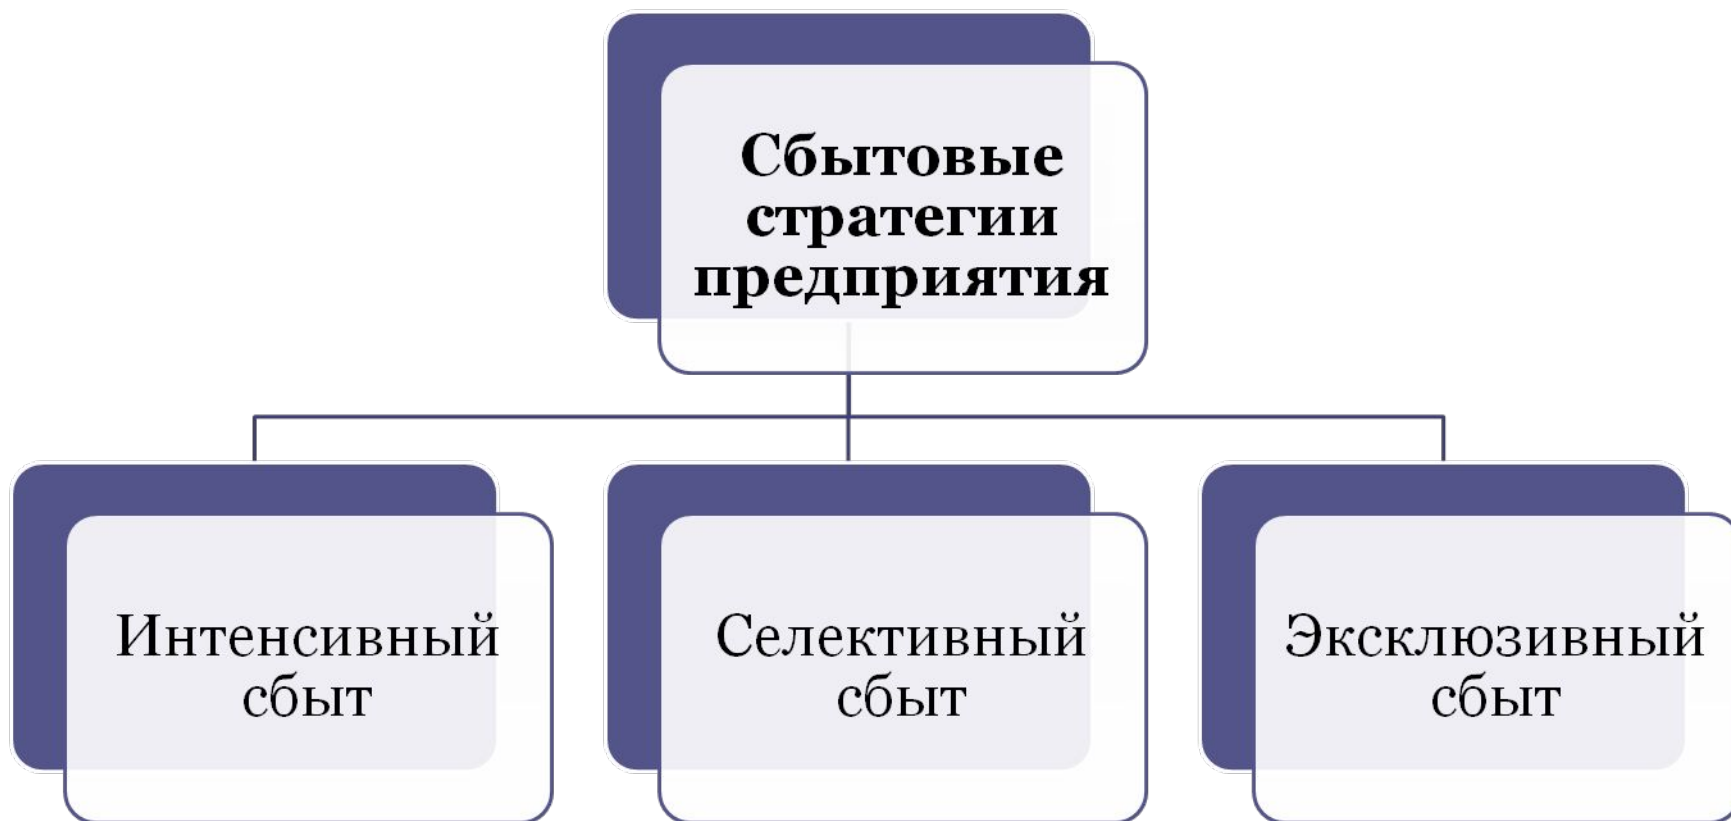 Сбытовые
стратегии
предприятия
Интенсивный
сбыт
Селективный
сбыт
Эксклюзивный
сбыт